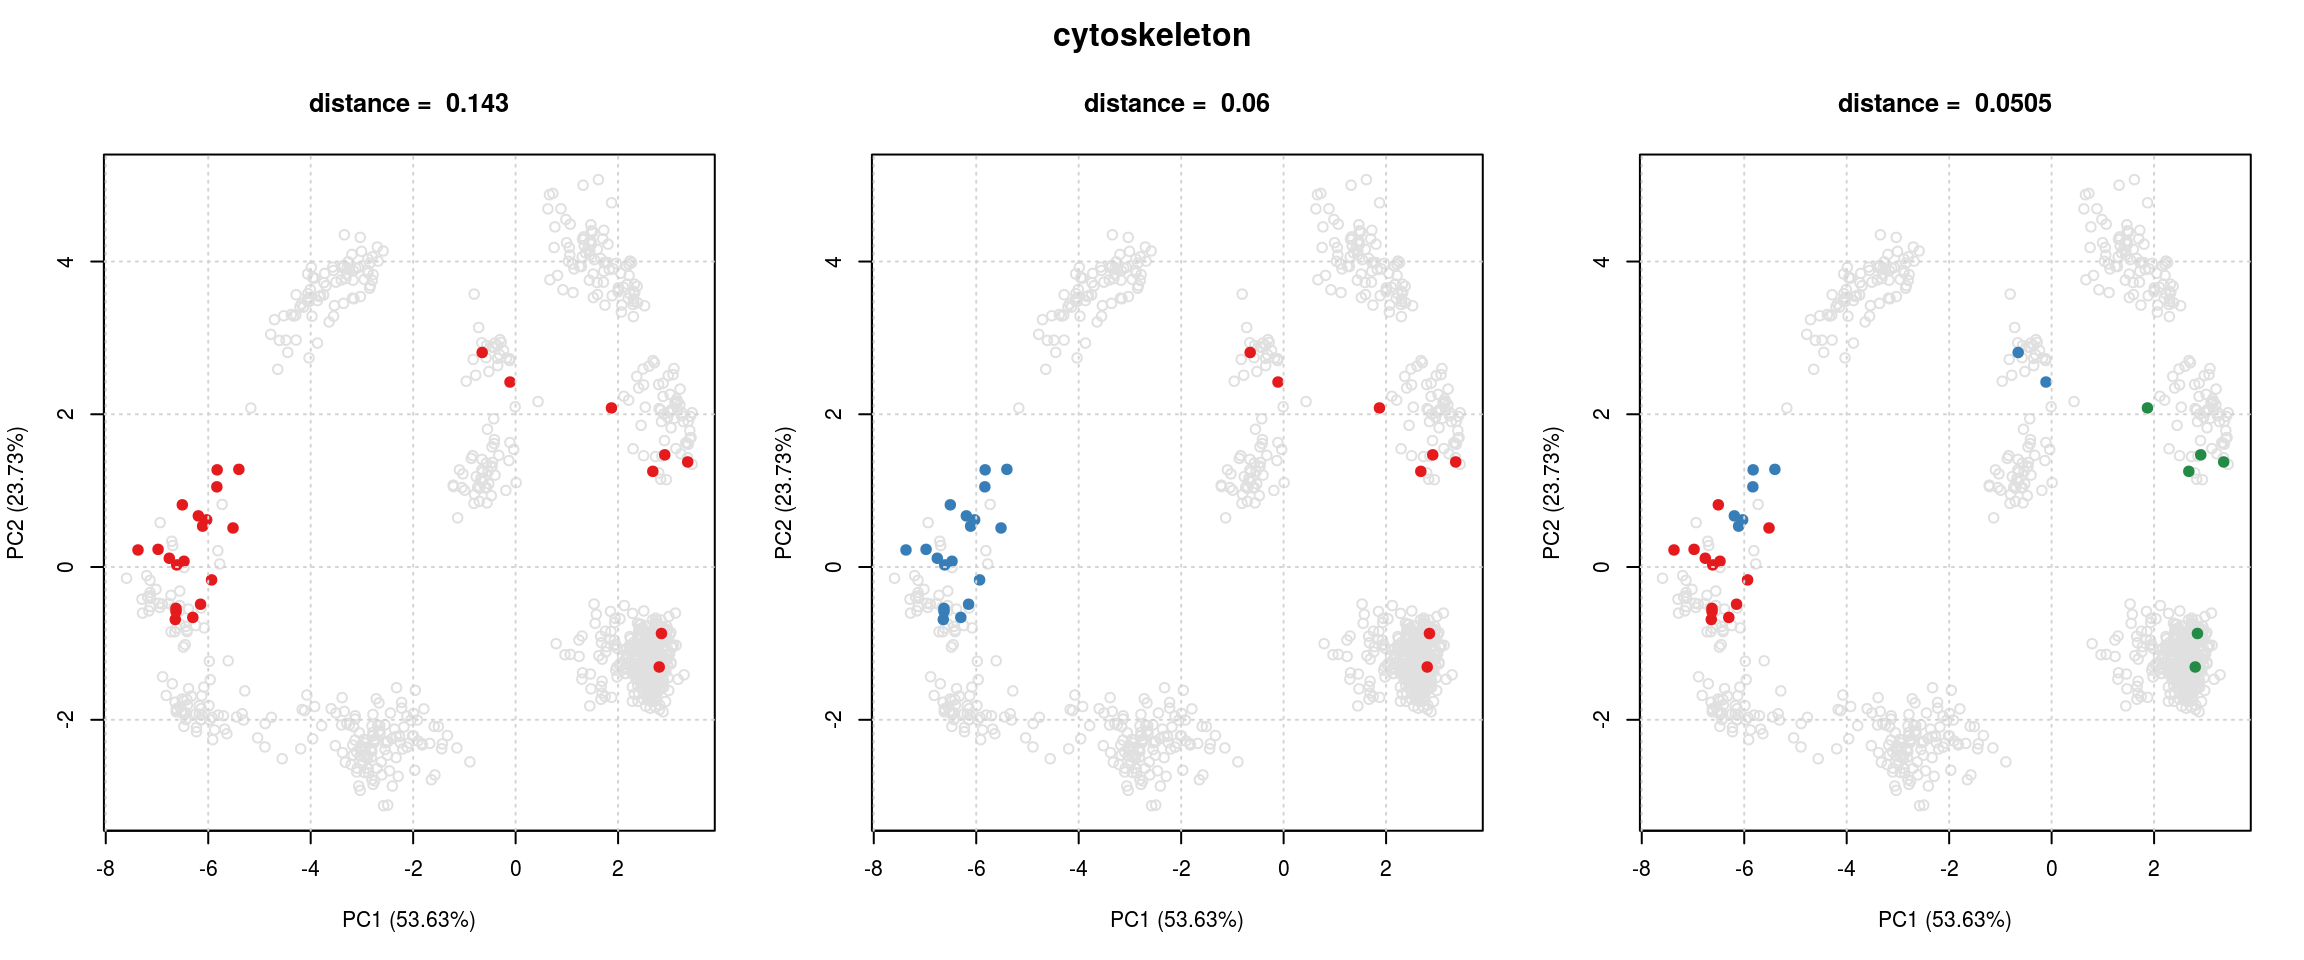 cytoskeleton
distance =  0.143
4
2
0
-2
PC2 (23.73%)
-8 -6 -4 -2 0 2
PC1 (53.63%)
distance =  0.06
4
2
0
-2
PC2 (23.73%)
-8 -6 -4 -2 0 2
PC1 (53.63%)
distance =  0.0505
4
2
0
-2
PC2 (23.73%)
-8 -6 -4 -2 0 2
PC1 (53.63%)